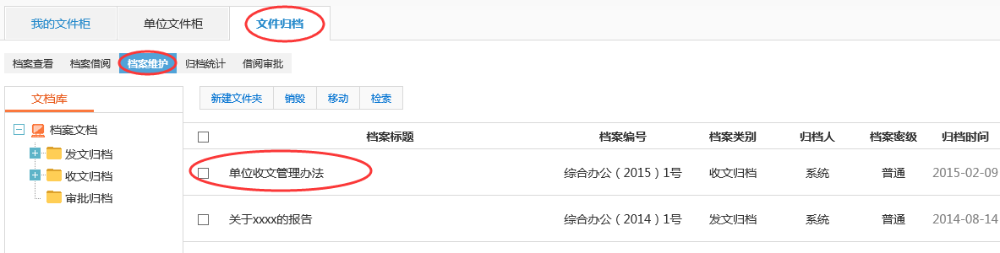 我的文件柜 单位文件柜 文件归档
档案查看 档案借阅 档案维护 归档统计 借阅审批
文档库
档案文档
发文归档
收文归档
审批归档
新建文件夹 销毁 移动 检索
档案标题 档案编号 档案类别 归档人 档案密级 归档时间
单位收文管理办法 综合办公（2015）1号 收文归档 系统 普通 2015-02-09
关于xxxx的报告 综合办公（2014）1号 发文归档 系统 普通 2014-08-14